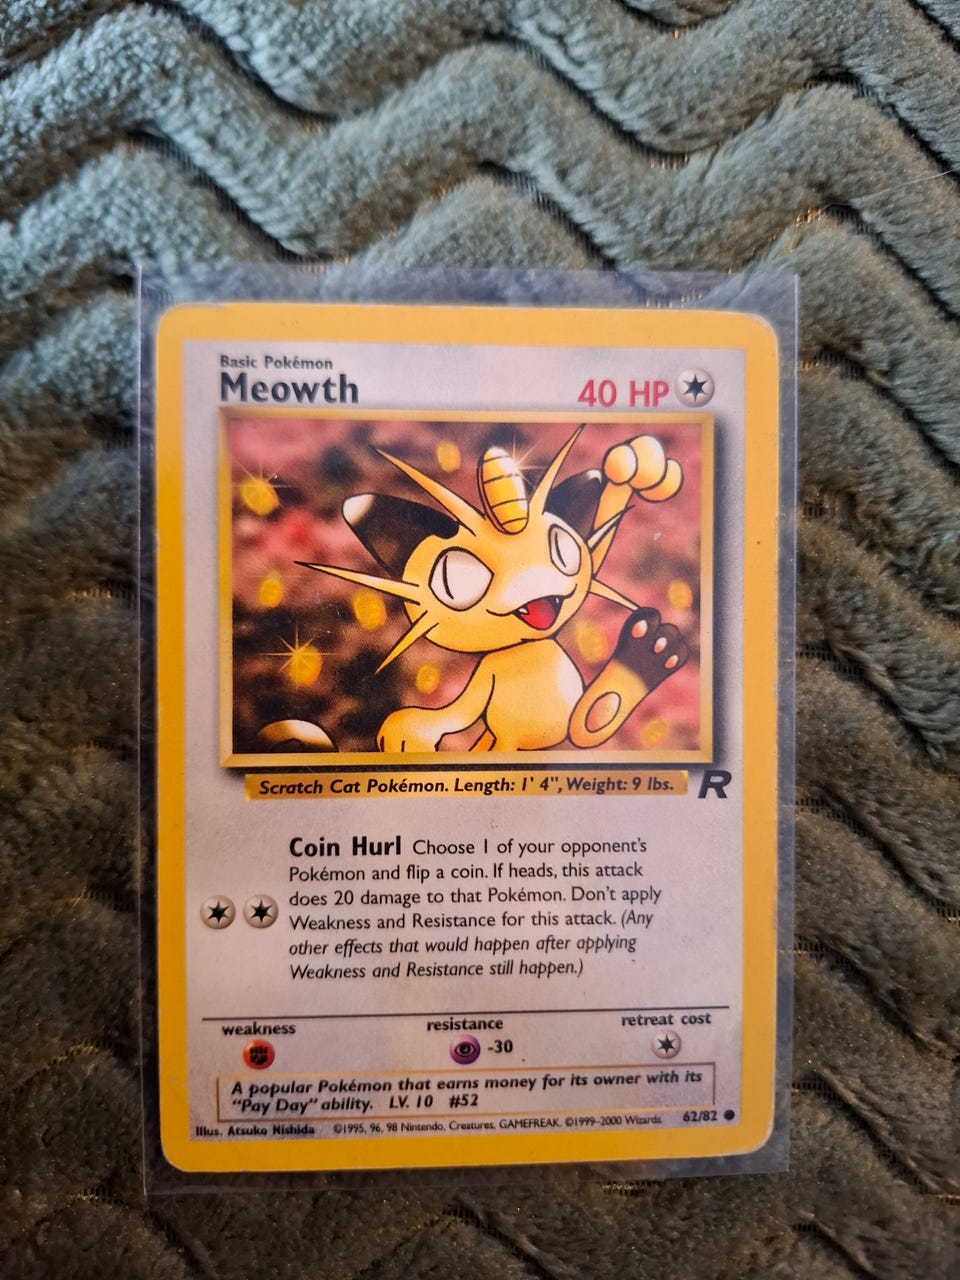 Basic Pokémon
Meowth 40 HP
Scratch Cat Pokémon. Length: 1' 4", Weight: 9 lbs.
R
Coin Hurl Choose 1 of your opponent's
Pokémon and flip a coin. If heads, this attack
does 20 damage to that Pokémon. Don't apply
Weakness and Resistance for this attack. (Any
other effects that would happen after applying
Weakness and Resistance still happen.)
weakness resistance retreat cost
-30
A popular Pokémon that earns money for its owner with its
"Pay Day" ability. LV. 10 #52
Illus. Atsuko Nishida ©1995, 96, 98 Nintendo, Creatures, GAMEFREAK. ©1999-2000 Wizards. 62/82